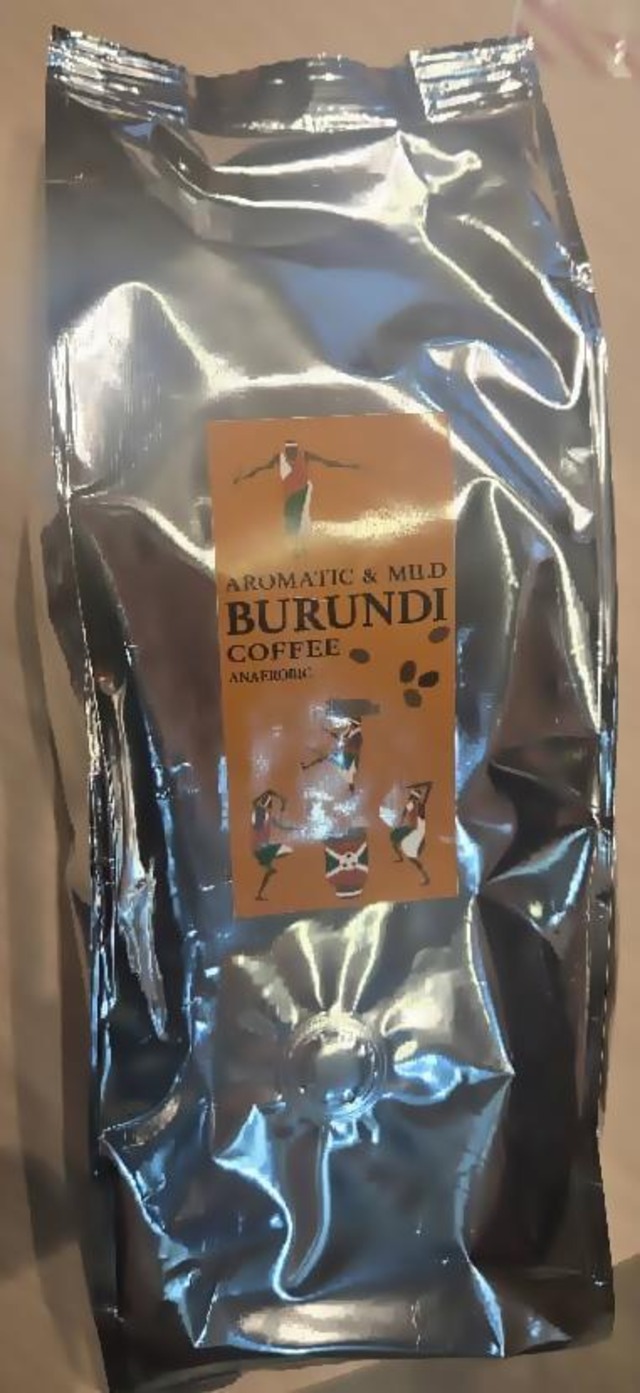 AROMATIC & MILD
BURUNDI
COFFEE
ANAEROBIC